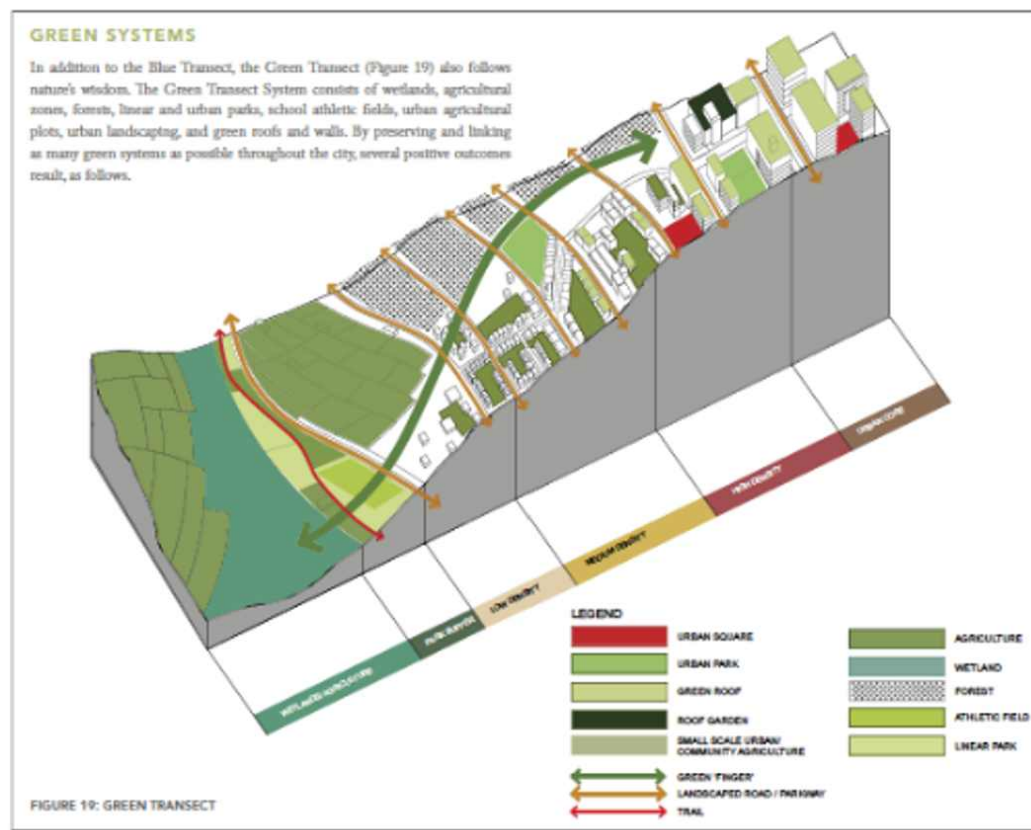 GREEN SYSTEMS
In addition to the Blue Transect, the Green Transect (Figure 19) also follows
nature's wisdom. The Green Transect System consists of wetlands, agricultural
zones, forests, linear and urban parks, school athletic fields, urban agricultural
plots, urban landscaping, and green roofs and walls. By preserving and linking
as many green systems as possible throughout the city, several positive outcomes
result, as follows.
URBAN CORE
HIGH DENSITY
MEDIUM DENSITY
LOW DENSITY
PARK BUFFER
WETLANDS AGRICULTURE
LEGEND
URBAN SQUARE
URBAN PARK
GREEN ROOF
ROOF GARDEN
SMALL SCALE URBAN/
COMMUNITY AGRICULTURE
GREEN 'FINGER'
LANDSCAPED ROAD / PARKWAY
TRAIL
AGRICULTURE
WETLAND
FOREST
ATHLETIC FIELD
LINEAR PARK
FIGURE 19: GREEN TRANSECT